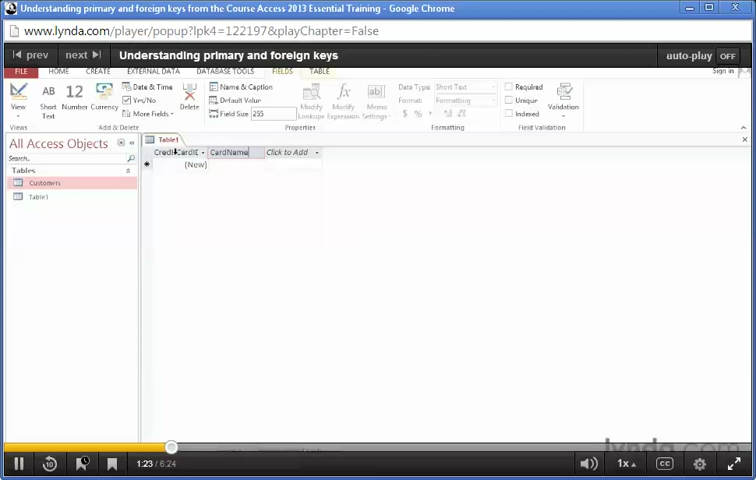 Understanding primary and foreign keys from the Course Access 2013 Essential Training - Google Chrome
www.lynda.com/player/popup?lpk4=122197&playChapter=False
prev next Understanding primary and foreign keys auto-play OFF
FILE HOME CREATE EXTERNAL DATA DATABASE TOOLS FIELDS TABLE Sign in
AB 12 Date & Time Name & Caption Data Type: Short Text Required
View Short Text Number Currency Yes/No Delete Default Value Modify Lookups Modify Expression Memo Settings Format: Formatting Unique Validation
More Fields Field Size 255 $ % Indexed
Views Add & Delete Properties Formatting Field Validation
All Access Objects Table1
Search... CardName Click to Add
Tables (New)
Customers
Table1
lynda.com
10 1:23 / 6:24 1x CC